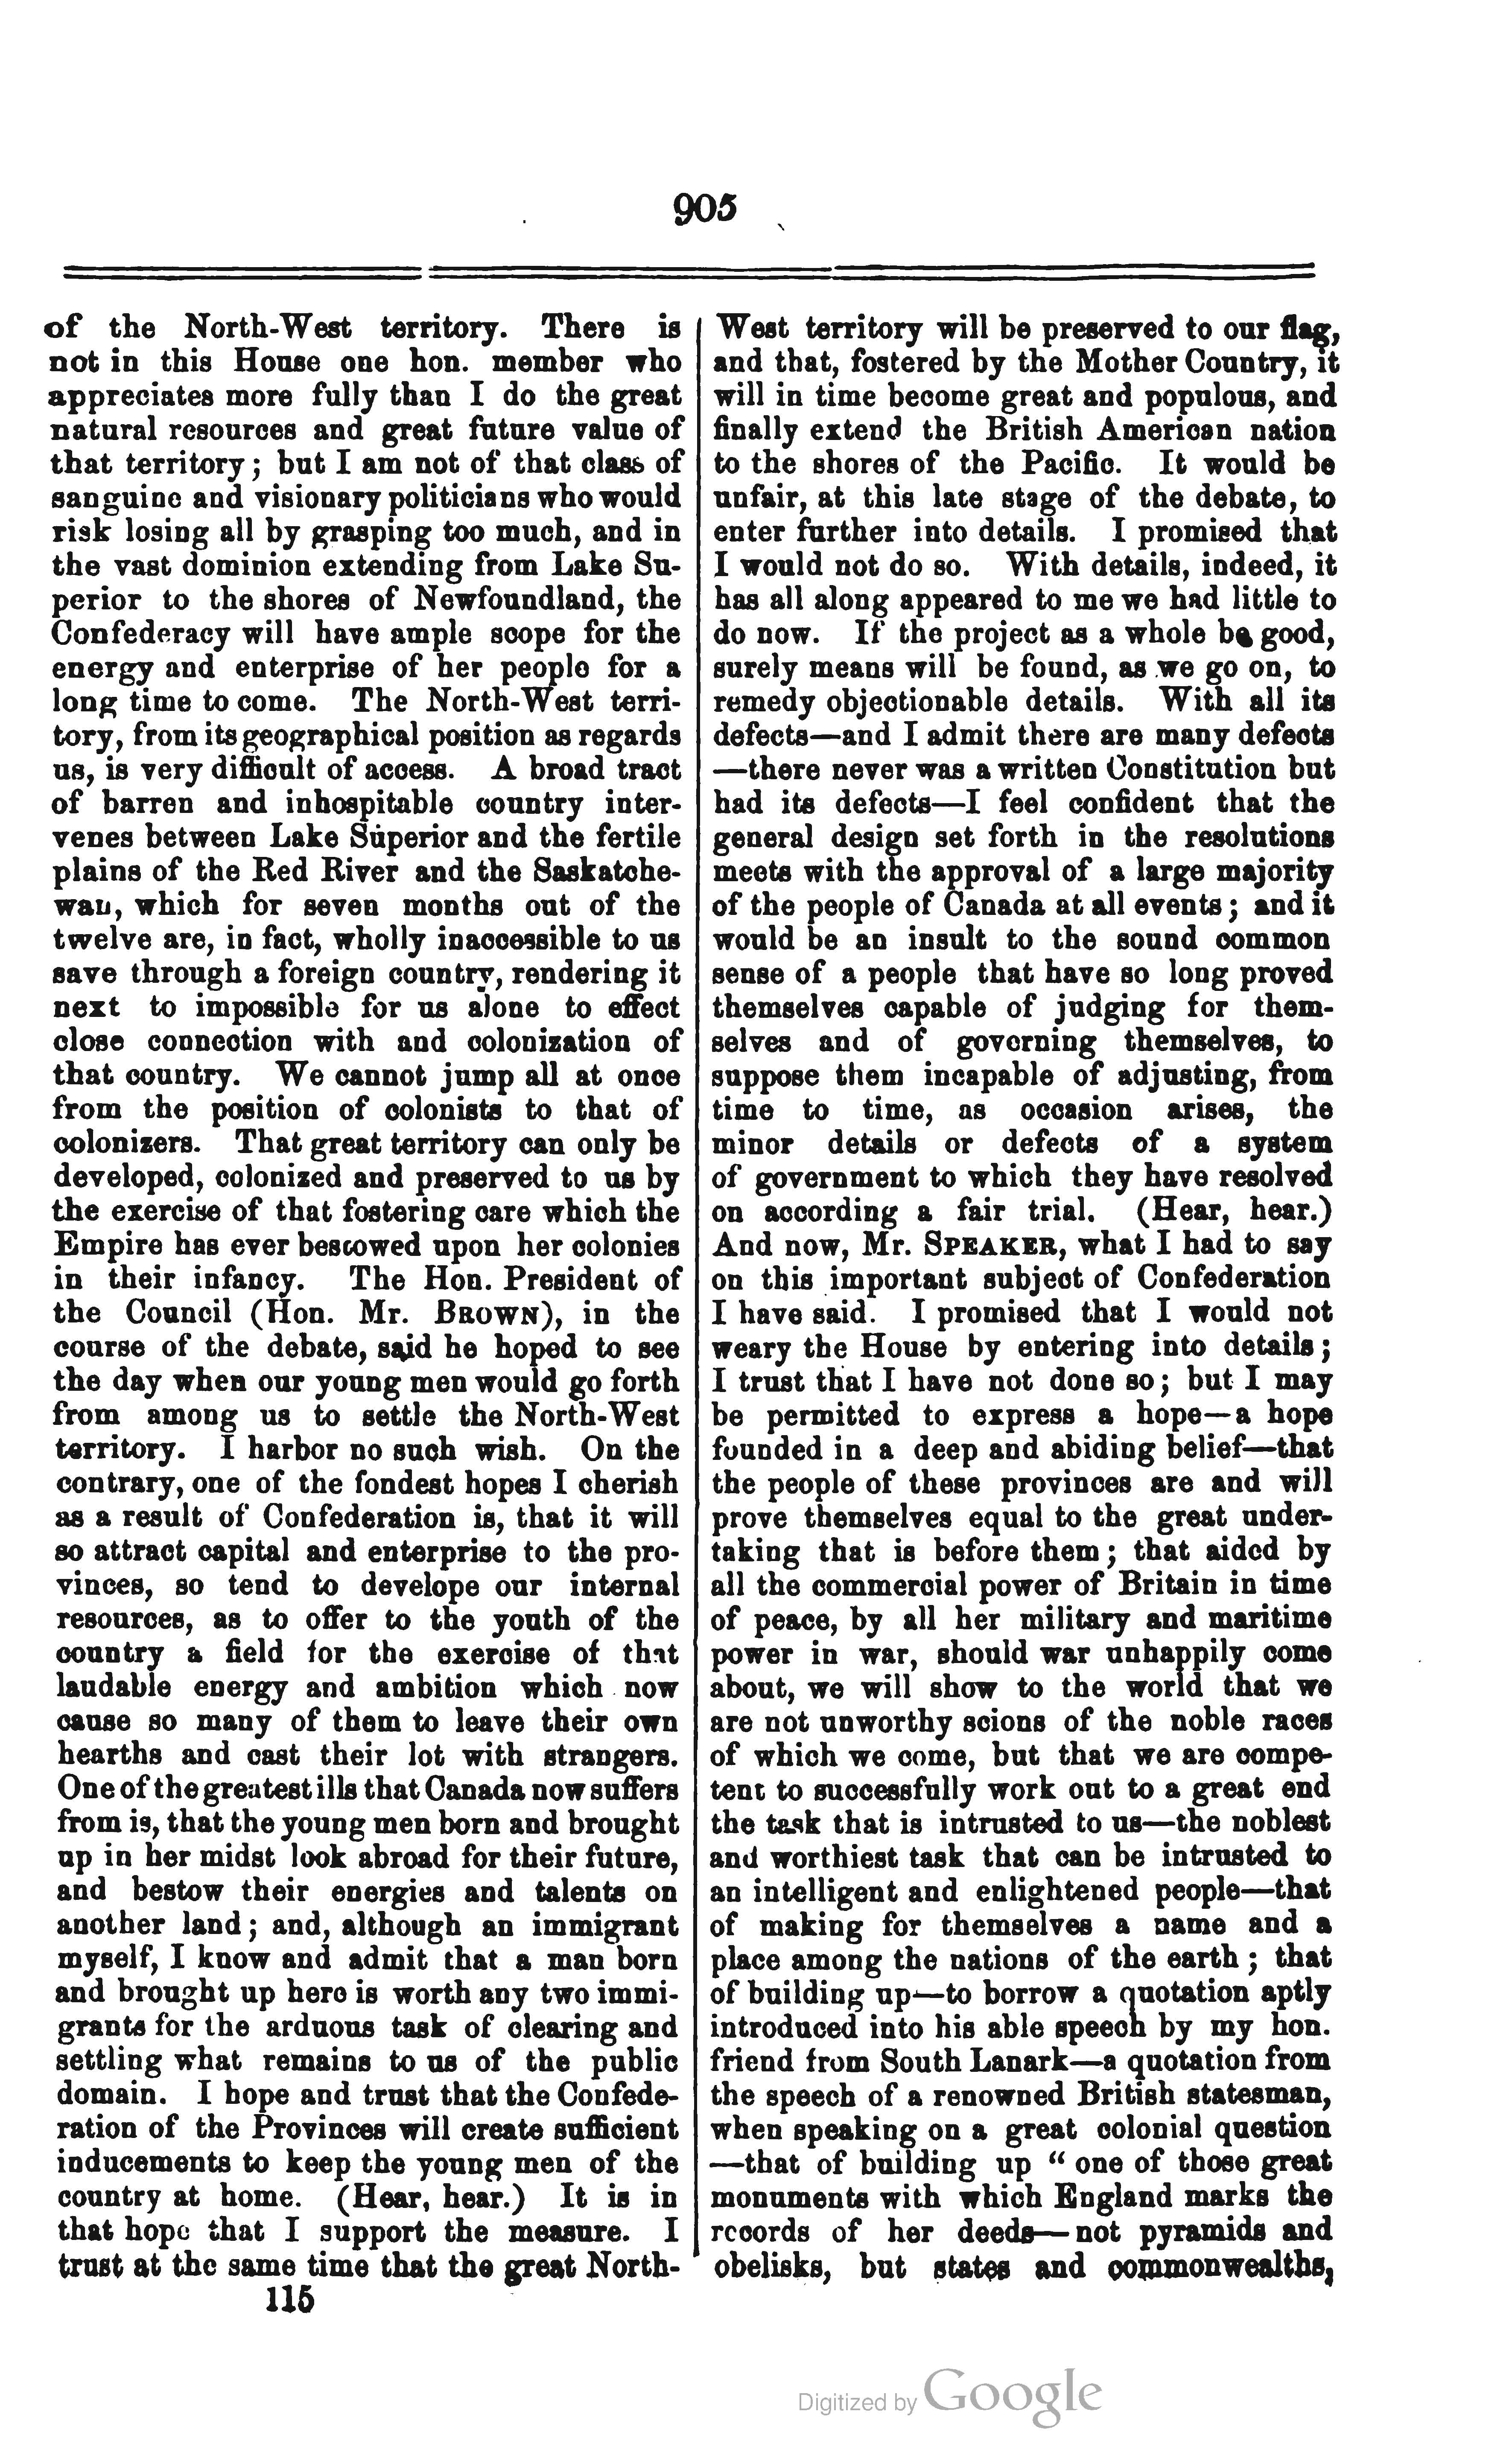 905
of the North-West territory. There is
not in this House one hon. member who
appreciates more fully than I do the great
natural resources and great future value of
that territory; but I am not of that class of
sanguine and visionary politicians who would
risk losing all by grasping too much, and in
the vast dominion extending from Lake Su-
perior to the shores of Newfoundland, the
Confederacy will have ample scope for the
energy and enterprise of her people for a
long time to come. The North-West terri-
tory, from its geographical position as regards
us, is very difficult of access. A broad tract
of barren and inhospitable country inter-
venes between Lake Superior and the fertile
plains of the Red River and the Saskatche-
wan, which for seven months out of the
twelve are, in fact, wholly inaccessible to us
save through a foreign country, rendering it
next to impossible for us alone to effect
close connection with and colonization of
that country. We cannot jump all at once
from the position of colonists to that of
colonizers. That great territory can only be
developed, colonized and preserved to us by
the exercise of that fostering care which the
Empire has ever bestowed upon her colonies
in their infancy. The Hon. President of
the Council (Hon. Mr. BROWN), in the
course of the debate, said he hoped to see
the day when our young men would go forth
from among us to settle the North-West
territory. I harbor no such wish. On the
contrary, one of the fondest hopes I cherish
as a result of Confederation is, that it will
so attract capital and enterprise to the pro-
vinces, so tend to develope our internal
resources, as to offer to the youth of the
country a field for the exercise of that
laudable energy and ambition which now
cause so many of them to leave their own
hearths and cast their lot with strangers.
One of the greatest ills that Canada now suffers
from is, that the young men born and brought
up in her midst look abroad for their future,
and bestow their energies and talents on
another land; and, although an immigrant
myself, I know and admit that a man born
and brought up here is worth any two immi-
grants for the arduous task of clearing and
settling what remains to us of the public
domain. I hope and trust that the Confede-
ration of the Provinces will create sufficient
inducements to keep the young men of the
country at home. (Hear, hear.) It is in
that hope that I support the measure. I
trust at the same time that the great North-
115
West territory will be preserved to our flag,
and that, fostered by the Mother Country, it
will in time become great and populous, and
finally extend the British American nation
to the shores of the Pacific. It would be
unfair, at this late stage of the debate, to
enter further into details. I promised that
I would not do so. With details, indeed, it
has all along appeared to me we had little to
do now. If the project as a whole be good,
surely means will be found, as we go on, to
remedy objectionable details. With all its
defects—and I admit there are many defects
—there never was a written Constitution but
had its defects—I feel confident that the
general design set forth in the resolutions
meets with the approval of a large majority
of the people of Canada at all events; and it
would be an insult to the sound common
sense of a people that have so long proved
themselves capable of judging for them-
selves and of governing themselves, to
suppose them incapable of adjusting, from
time to time, as occasion arises, the
minor details or defects of a system
of government to which they have resolved
on according a fair trial. (Hear, hear.)
And now, Mr. SPEAKER, what I had to say
on this important subject of Confederation
I have said. I promised that I would not
weary the House by entering into details;
I trust that I have not done so; but I may
be permitted to express a hope—a hope
founded in a deep and abiding belief—that
the people of these provinces are and will
prove themselves equal to the great under-
taking that is before them; that aided by
all the commercial power of Britain in time
of peace, by all her military and maritime
power in war, should war unhappily come
about, we will show to the world that we
are not unworthy scions of the noble races
of which we come, but that we are compe-
tent to successfully work out to a great end
the task that is intrusted to us—the noblest
and worthiest task that can be intrusted to
an intelligent and enlightened people—that
of making for themselves a name and a
place among the nations of the earth; that
of building up—to borrow a quotation aptly
introduced into his able speech by my hon.
friend from South Lanark—a quotation from
the speech of a renowned British statesman,
when speaking on a great colonial question
—that of building up "one of those great
monuments with which England marks the
records of her deeds—not pyramids and
obelisks, but states and commonwealths,
Digitized by Google